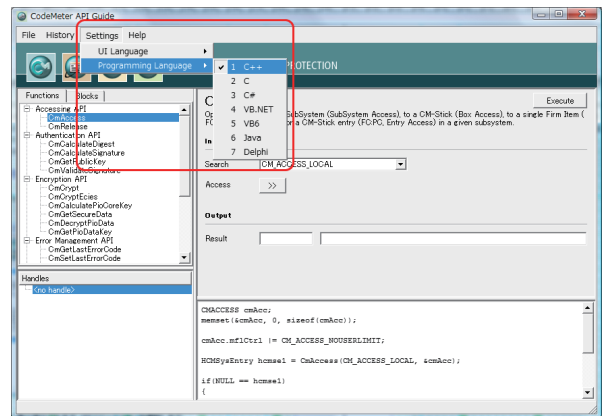 CodeMeter API Guide
File History Settings Help
UI Language
Programming Language
✓ 1 C++
2 C
3 C#
4 VB.NET
5 VB6
6 Java
7 Delphi
Functions Blocks
Accessing API
CmAccess
CmRelease
Authentication API
CmCalculateDigest
CmCalculateSignature
CmGetPublicKey
CmValidateSignature
Encryption API
CmCrypt
CmCryptEcies
CmCalculatePioCoreKey
CmGetSecureData
CmDecryptPioData
CmGetPioDataKey
Error Management API
CmGetLastErrorCode
CmSetLastErrorCode
Handles
<no handle>
Execute
SubSystem (SubSystem Access), to a CM-Stick (Box Access), to a single Firm Item (
a CM-Stick entry (FC:PC, Entry Access) in a given subsystem.
Search CM_ACCESS_LOCAL
Access >>
Output
Result
CMACCESS cmAcc;
memset(&cmAcc, 0, sizeof(cmAcc));
cmAcc.mflCtrl |= CM_ACCESS_NOUSERLIMIT;
HCMSysEntry hcmse1 = CmAccess(CM_ACCESS_LOCAL, &cmAcc);
if(NULL == hcmse1)
{